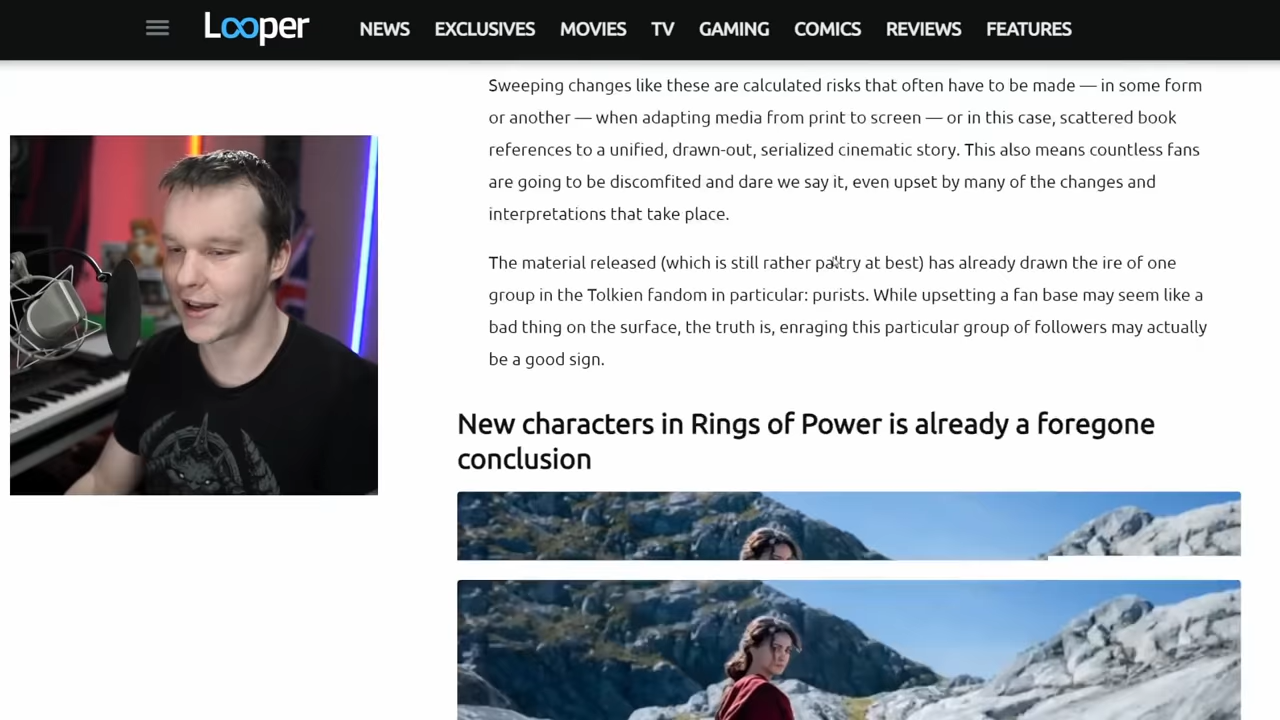 Looper
NEWS EXCLUSIVES MOVIES TV GAMING COMICS REVIEWS FEATURES
Sweeping changes like these are calculated risks that often have to be made — in some form
or another — when adapting media from print to screen — or in this case, scattered book
references to a unified, drawn-out, serialized cinematic story. This also means countless fans
are going to be discomfited and dare we say it, even upset by many of the changes and
interpretations that take place.
The material released (which is still rather paltry at best) has already drawn the ire of one
group in the Tolkien fandom in particular: purists. While upsetting a fan base may seem like a
bad thing on the surface, the truth is, enraging this particular group of followers may actually
be a good sign.
New characters in Rings of Power is already a foregone
conclusion